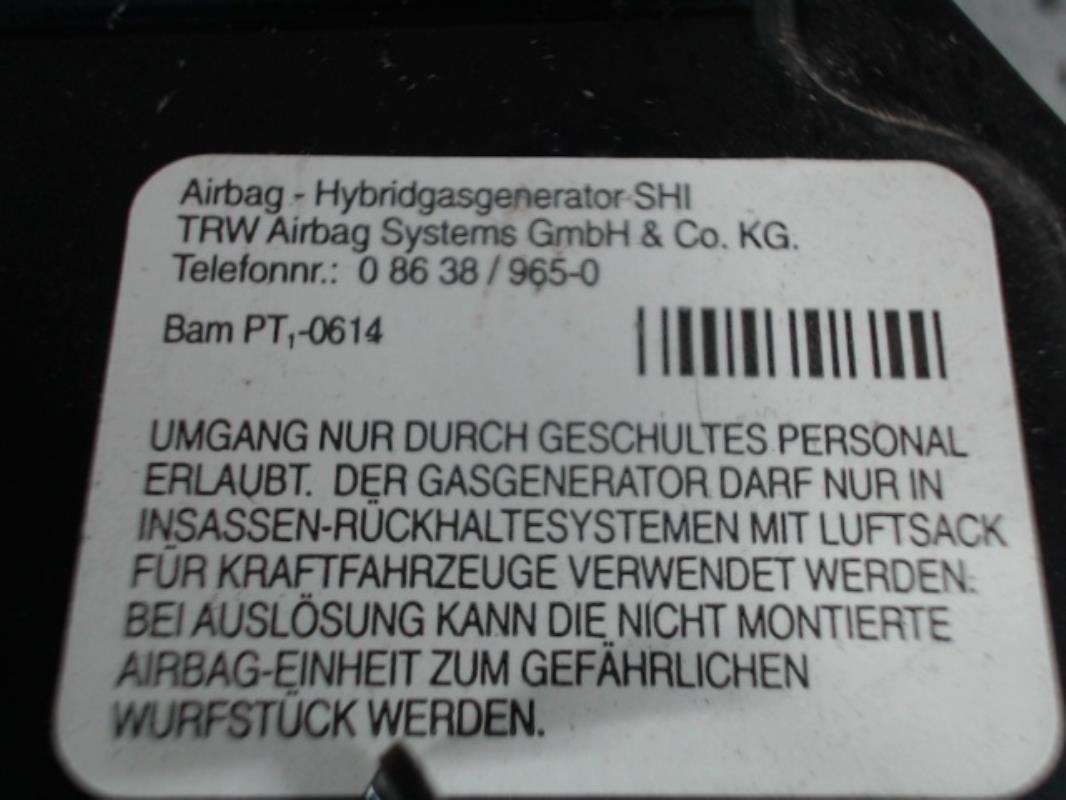 Airbag - Hybridgasgenerator SHI
TRW Airbag Systems GmbH & Co. KG.
Telefonnr.: 0 86 38 / 965-0
Bam PT₁-0614
UMGANG NUR DURCH GESCHULTES PERSONAL
ERLAUBT. DER GASGENERATOR DARF NUR IN
INSASSEN-RÜCKHALTESYSTEMEN MIT LUFTSACK
FÜR KRAFTFAHRZEUGE VERWENDET WERDEN.
BEI AUSLÖSUNG KANN DIE NICHT MONTIERTE
AIRBAG-EINHEIT ZUM GEFÄHRLICHEN
WURFSTÜCK WERDEN.